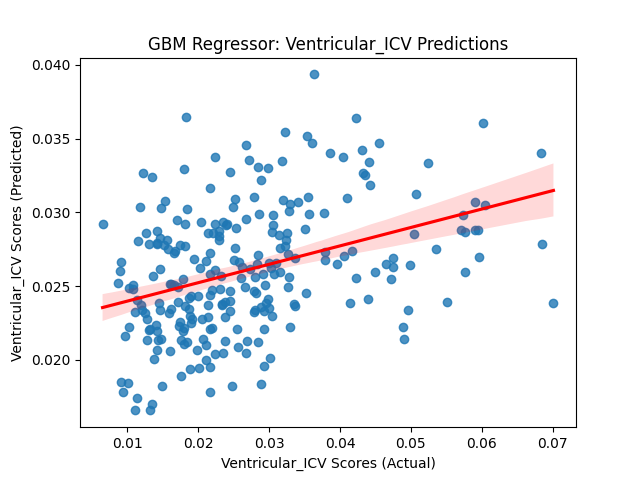 GBM Regressor: Ventricular_ICV Predictions
0.040
0.035
0.030
0.025
0.020
Ventricular_ICV Scores (Predicted)
0.01 0.02 0.03 0.04 0.05 0.06 0.07
Ventricular_ICV Scores (Actual)